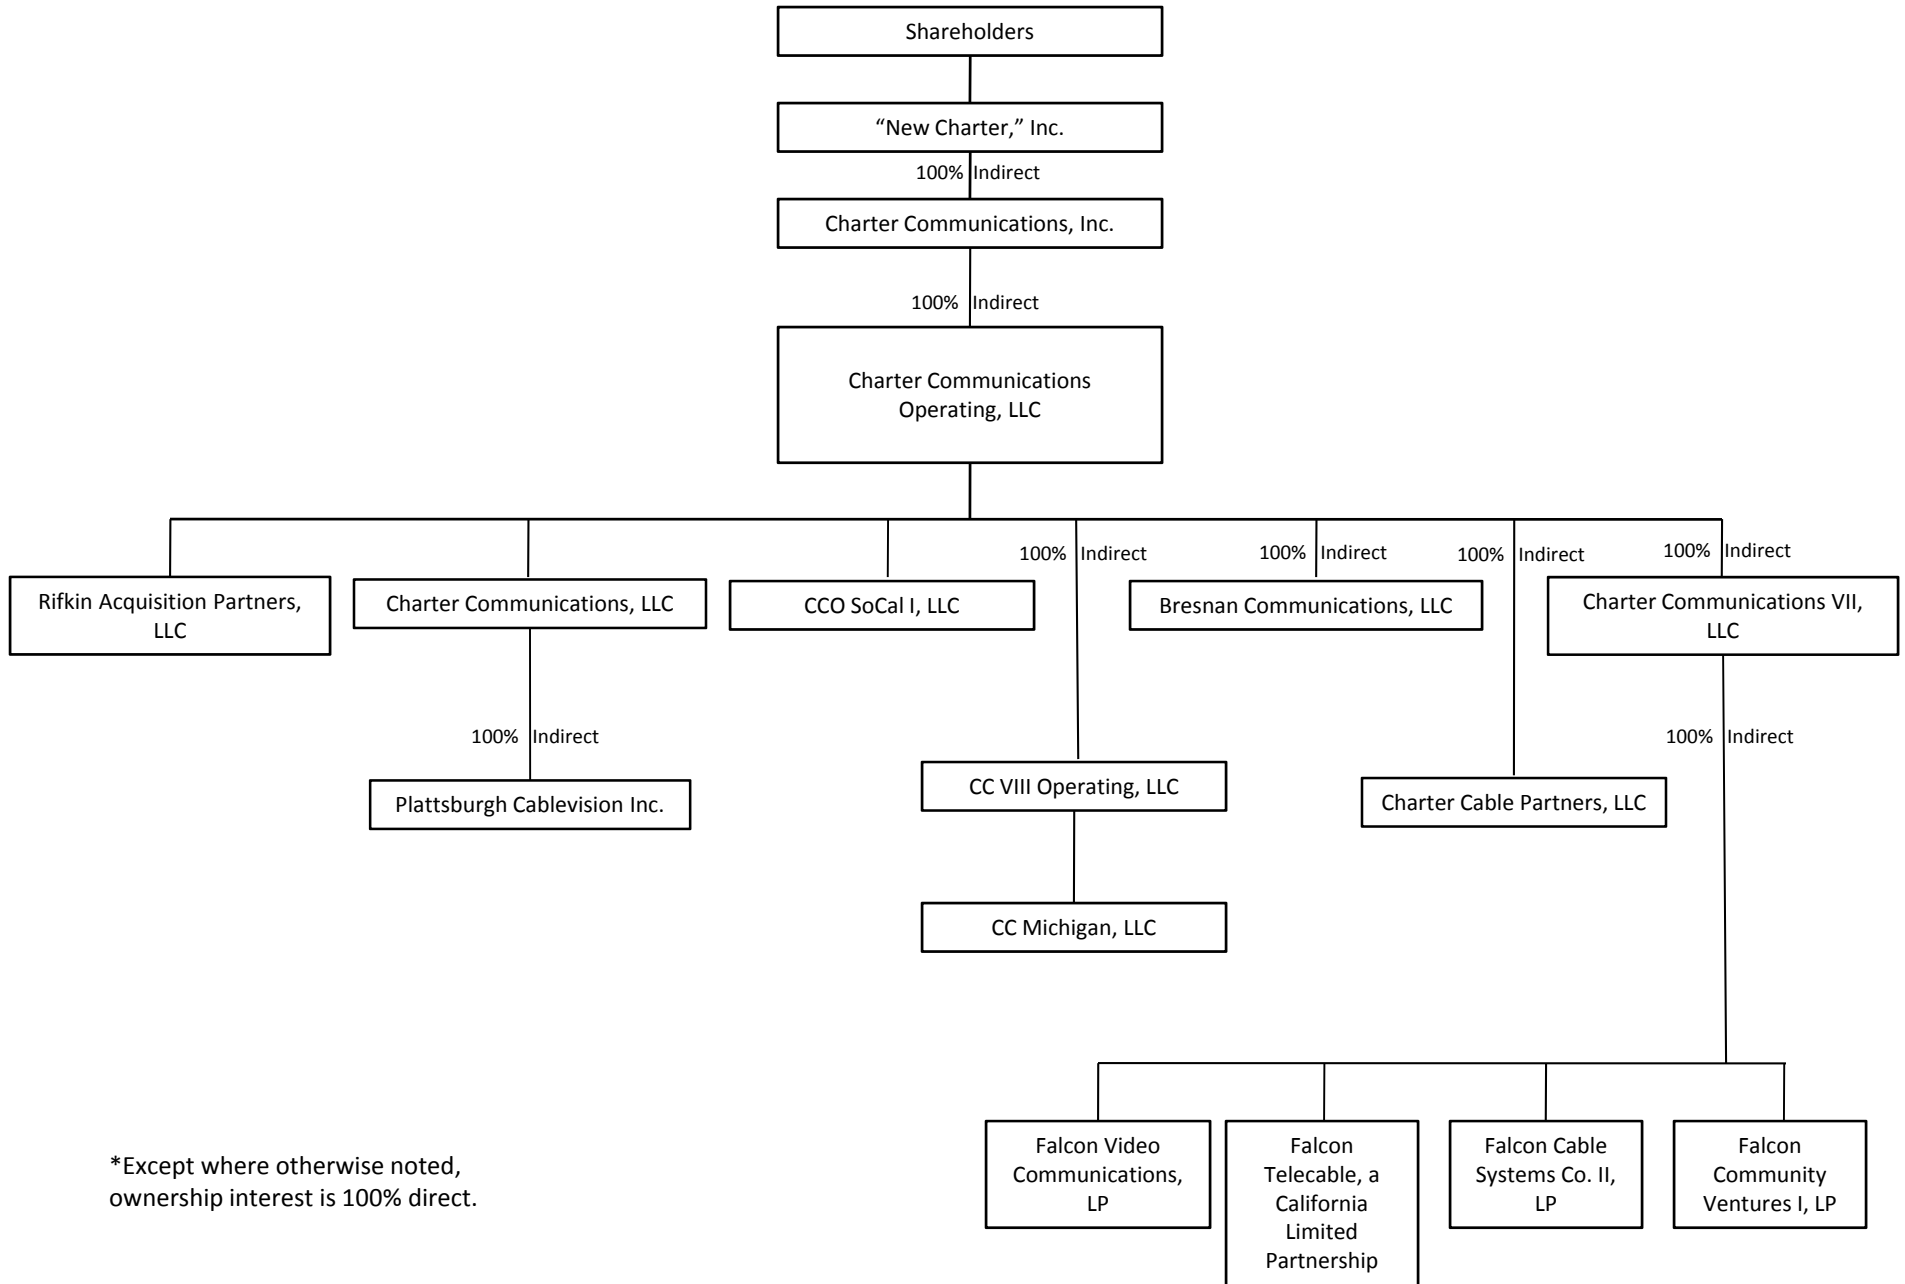 Shareholders
“New Charter,” Inc.
100% Indirect
Charter Communications, Inc.
100% Indirect
Charter Communications
Operating, LLC
100% Indirect
100% Indirect
100% Indirect
100% Indirect
Rifkin Acquisition Partners,
LLC
Charter Communications, LLC
CCO SoCal I, LLC
Bresnan Communications, LLC
Charter Communications VII,
LLC
100% Indirect
100% Indirect
Plattsburgh Cablevision Inc.
CC VIII Operating, LLC
Charter Cable Partners, LLC
CC Michigan, LLC
Falcon Video
Communications,
LP
Falcon
Telecable, a
California
Limited
Partnership
Falcon Cable
Systems Co. II,
LP
Falcon
Community
Ventures I, LP
*Except where otherwise noted,
ownership interest is 100% direct.